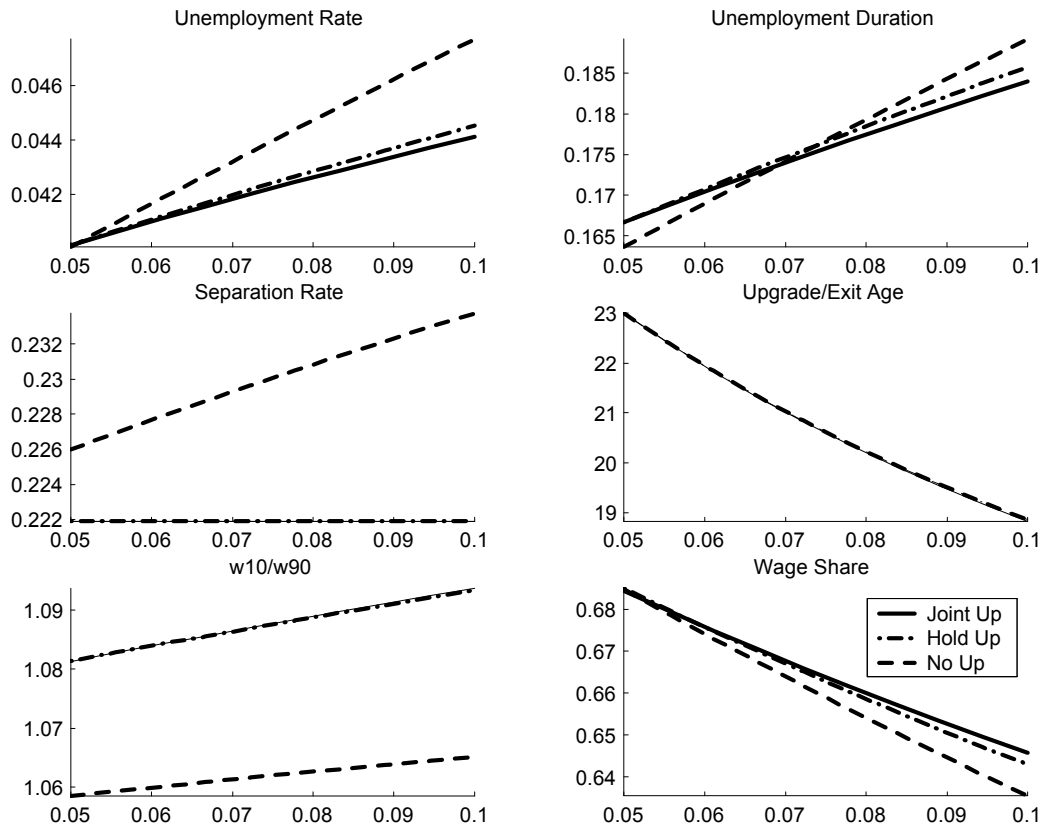 Unemployment Rate
0.046
0.044
0.042
0.05 0.06 0.07 0.08 0.09 0.1
Unemployment Duration
0.185
0.18
0.175
0.17
0.165
0.05 0.06 0.07 0.08 0.09 0.1
Separation Rate
0.232
0.23
0.228
0.226
0.224
0.222
0.05 0.06 0.07 0.08 0.09 0.1
Upgrade/Exit Age
23
22
21
20
19
0.05 0.06 0.07 0.08 0.09 0.1
w10/w90
1.09
1.08
1.07
1.06
0.05 0.06 0.07 0.08 0.09 0.1
Wage Share
0.68
0.67
0.66
0.65
0.64
Joint Up
Hold Up
No Up
0.05 0.06 0.07 0.08 0.09 0.1